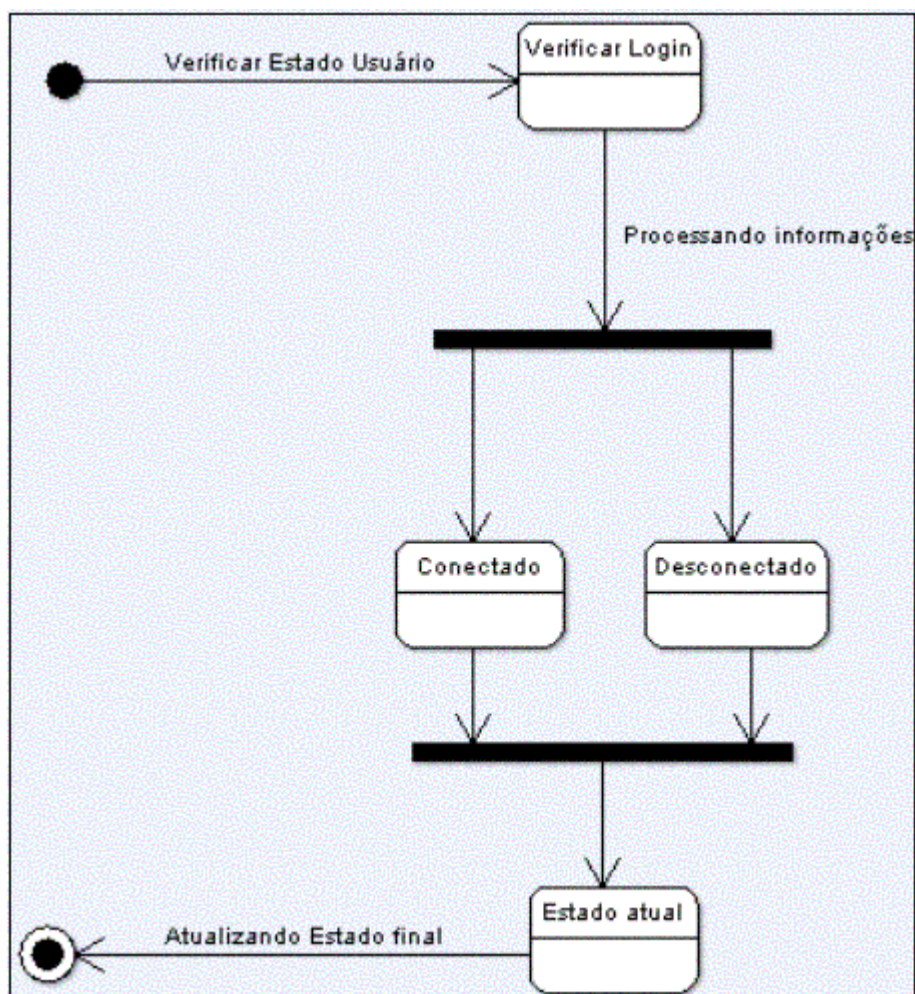 Verificar Estado Usuário
Verificar Login
Processando informações
Conectado
Desconectado
Estado atual
Atualizando Estado final